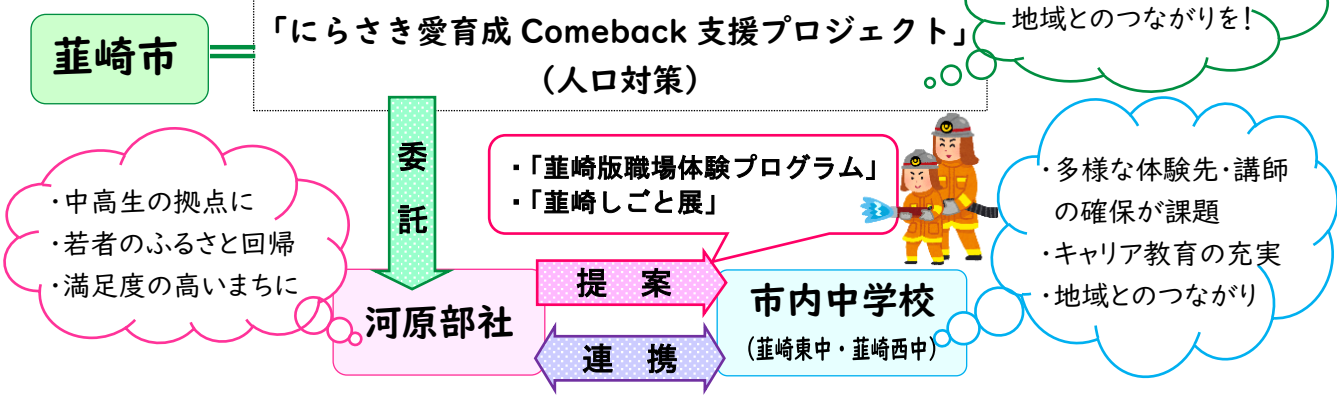 地域とのつながりを!
韮崎市
「にらさき愛育成 Comeback 支援プロジェクト」
(人口対策)
委託
・「韮崎版職場体験プログラム」
・「韮崎しごと展」
・中高生の拠点に
・若者のふるさと回帰
・満足度の高いまちに
・多様な体験先・講師
の確保が課題
・キャリア教育の充実
・地域とのつながり
提 案
河原部社
市内中学校
(韮崎東中・韮崎西中)
連 携